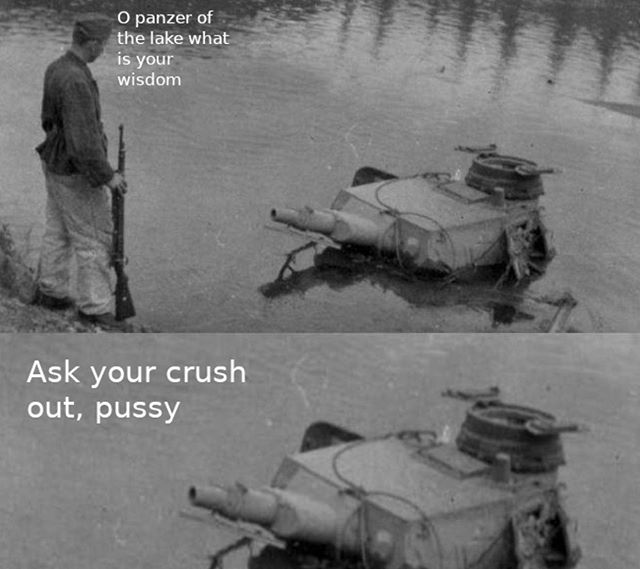 O panzer of
the lake what
is your
wisdom
Ask your crush
out, pussy